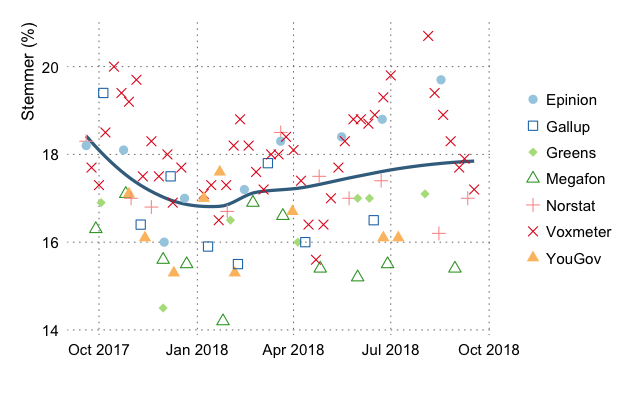 Stemmer (%)
20
18
16
14
Oct 2017
Jan 2018
Apr 2018
Jul 2018
Oct 2018
Epinion
Gallup
Greens
Megafon
Norstat
Voxmeter
YouGov